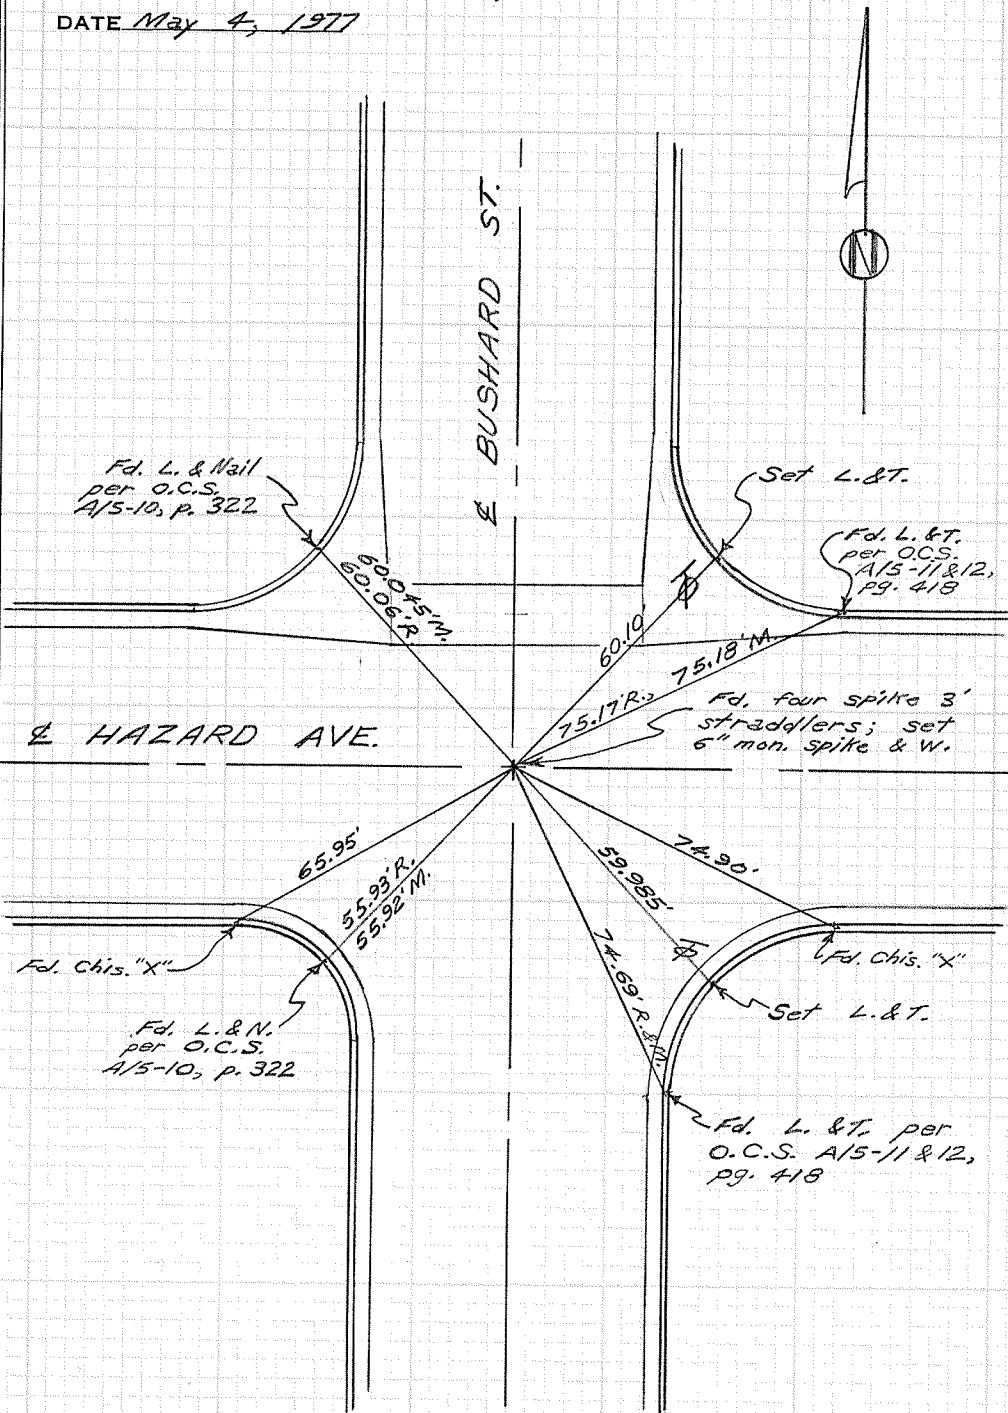 DATE May 4, 1977
N
℄ BUSHARD ST.
Fd. L. & Nail
per O.C.S.
A/5-10, p. 322
Set L.&T.
Fd. L.&T.
per O.C.S.
A/5-11&12,
pg. 418
60.045' M.
60.06' R.
60.10'
75.17' R., 75.18' M.
Fd. four spike 3'
straddlers; set
6" mon. spike & W.
℄ HAZARD AVE.
65.95'
55.93' R.
55.92' M.
59.985'
74.90'
74.69' R.&M.
Fd. Chis. "X"
Fd. L.&N.
per O.C.S.
A/5-10, p. 322
Fd. Chis. "X"
Set L.&T.
Fd. L. &T. per
O.C.S. A/5-11 &12,
pg. 418